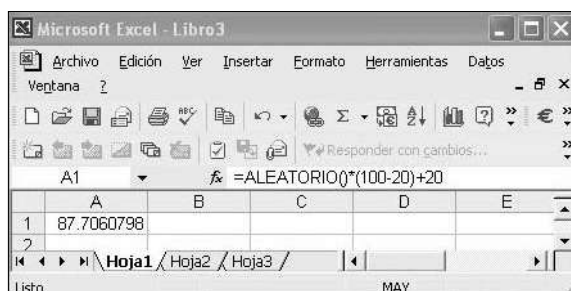 Microsoft Excel - Libro3
Archivo Edición Ver Insertar Formato Herramientas Datos
Ventana ?
ABC
Σ
A Z
?
€
Responder con cambios...
A1 fx =ALEATORIO()*(100-20)+20
A B C D E
1 87.7060798
2
Hoja1 Hoja2 Hoja3
Listo MAY